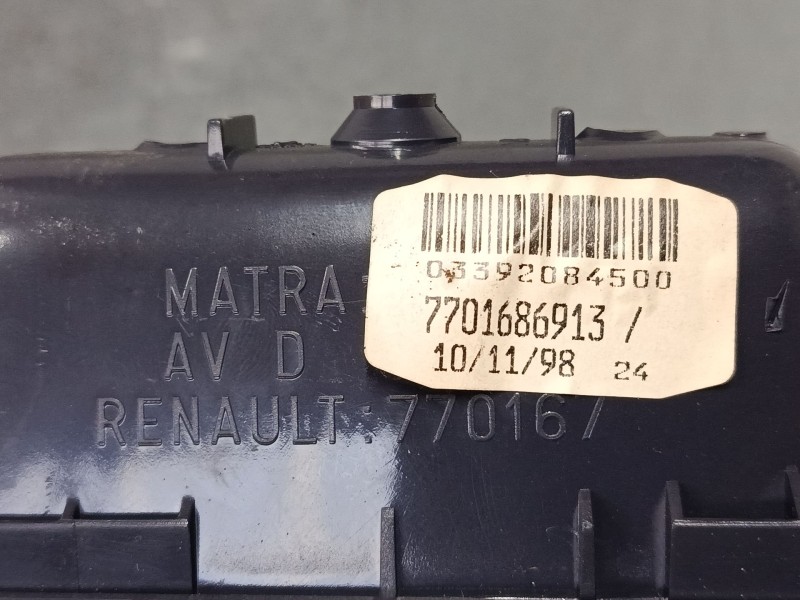 03392084500
7701686913 /
10/11/98 24
MATRA :
AV D
RENAULT : 770167